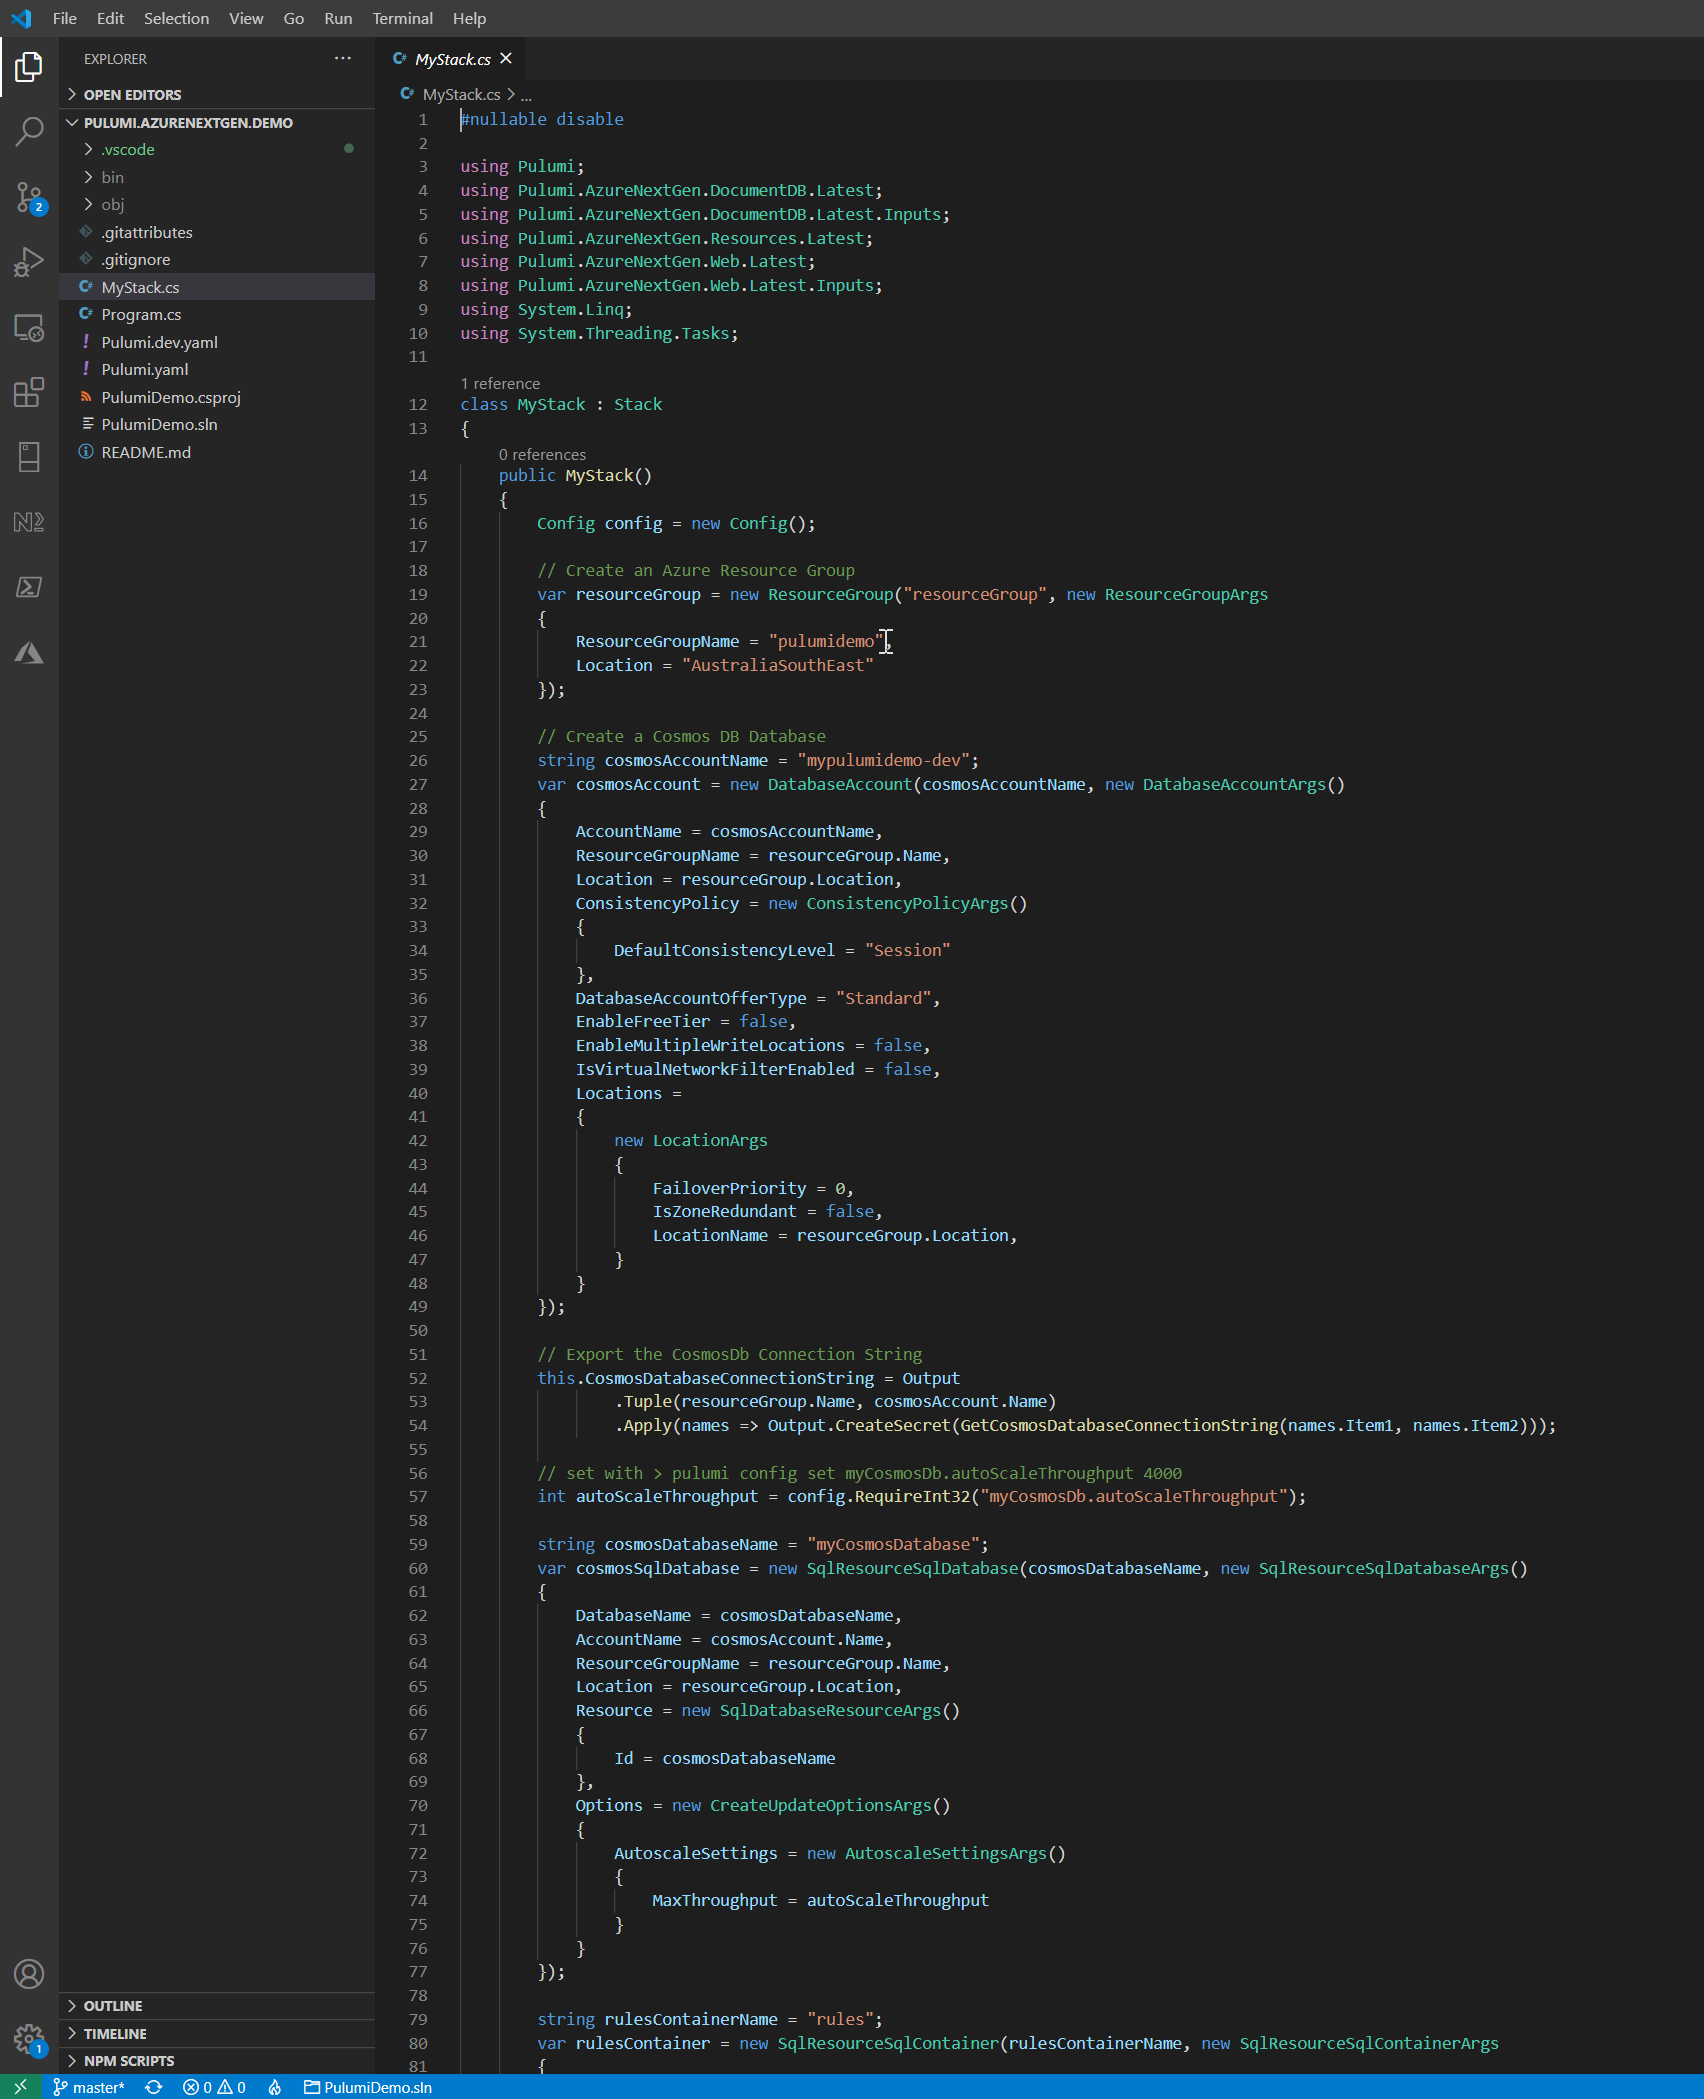 File Edit Selection View Go Run Terminal Help
EXPLORER ...
OPEN EDITORS
PULUMI.AZURENEXTGEN.DEMO
.vscode
bin
obj
.gitattributes
.gitignore
C# MyStack.cs
C# Program.cs
! Pulumi.dev.yaml
! Pulumi.yaml
PulumiDemo.csproj
PulumiDemo.sln
README.md
OUTLINE
TIMELINE
NPM SCRIPTS
2
1
C# MyStack.cs ×
C# MyStack.cs > ...
1 #nullable disable
2
3 using Pulumi;
4 using Pulumi.AzureNextGen.DocumentDB.Latest;
5 using Pulumi.AzureNextGen.DocumentDB.Latest.Inputs;
6 using Pulumi.AzureNextGen.Resources.Latest;
7 using Pulumi.AzureNextGen.Web.Latest;
8 using Pulumi.AzureNextGen.Web.Latest.Inputs;
9 using System.Linq;
10 using System.Threading.Tasks;
11
1 reference
12 class MyStack : Stack
13 {
0 references
14 public MyStack()
15 {
16 Config config = new Config();
17
18 // Create an Azure Resource Group
19 var resourceGroup = new ResourceGroup("resourceGroup", new ResourceGroupArgs
20 {
21 ResourceGroupName = "pulumidemo",
22 Location = "AustraliaSouthEast"
23 });
24
25 // Create a Cosmos DB Database
26 string cosmosAccountName = "mypulumidemo-dev";
27 var cosmosAccount = new DatabaseAccount(cosmosAccountName, new DatabaseAccountArgs()
28 {
29 AccountName = cosmosAccountName,
30 ResourceGroupName = resourceGroup.Name,
31 Location = resourceGroup.Location,
32 ConsistencyPolicy = new ConsistencyPolicyArgs()
33 {
34 DefaultConsistencyLevel = "Session"
35 },
36 DatabaseAccountOfferType = "Standard",
37 EnableFreeTier = false,
38 EnableMultipleWriteLocations = false,
39 IsVirtualNetworkFilterEnabled = false,
40 Locations =
41 {
42 new LocationArgs
43 {
44 FailoverPriority = 0,
45 IsZoneRedundant = false,
46 LocationName = resourceGroup.Location,
47 }
48 }
49 });
50
51 // Export the CosmosDb Connection String
52 this.CosmosDatabaseConnectionString = Output
53 .Tuple(resourceGroup.Name, cosmosAccount.Name)
54 .Apply(names => Output.CreateSecret(GetCosmosDatabaseConnectionString(names.Item1, names.Item2)));
55
56 // set with > pulumi config set myCosmosDb.autoScaleThroughput 4000
57 int autoScaleThroughput = config.RequireInt32("myCosmosDb.autoScaleThroughput");
58
59 string cosmosDatabaseName = "myCosmosDatabase";
60 var cosmosSqlDatabase = new SqlResourceSqlDatabase(cosmosDatabaseName, new SqlResourceSqlDatabaseArgs()
61 {
62 DatabaseName = cosmosDatabaseName,
63 AccountName = cosmosAccount.Name,
64 ResourceGroupName = resourceGroup.Name,
65 Location = resourceGroup.Location,
66 Resource = new SqlDatabaseResourceArgs()
67 {
68 Id = cosmosDatabaseName
69 },
70 Options = new CreateUpdateOptionsArgs()
71 {
72 AutoscaleSettings = new AutoscaleSettingsArgs()
73 {
74 MaxThroughput = autoScaleThroughput
75 }
76 }
77 });
78
79 string rulesContainerName = "rules";
80 var rulesContainer = new SqlResourceSqlContainer(rulesContainerName, new SqlResourceSqlContainerArgs
81 {
master* 0 0 PulumiDemo.sln